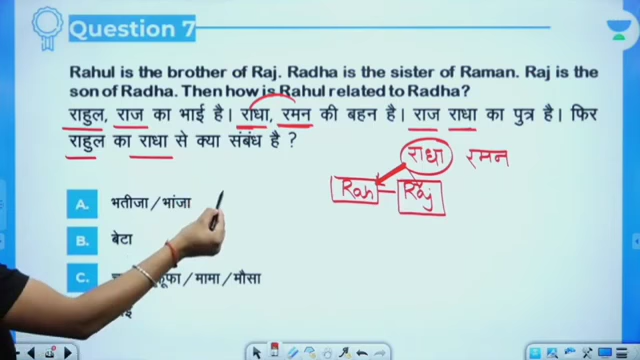 Question 7
Rahul is the brother of Raj. Radha is the sister of Raman. Raj is the
son of Radha. Then how is Rahul related to Radha?
राहुल, राज का भाई है। राधा, रमन की बहन है। राज राधा का पुत्र है। फिर
राहुल का राधा से क्या संबंध है ?
राधा रमन
Rah Raj
A. भतीजा/भांजा
B. बेटा
C. फूफा/मामा/मौसा